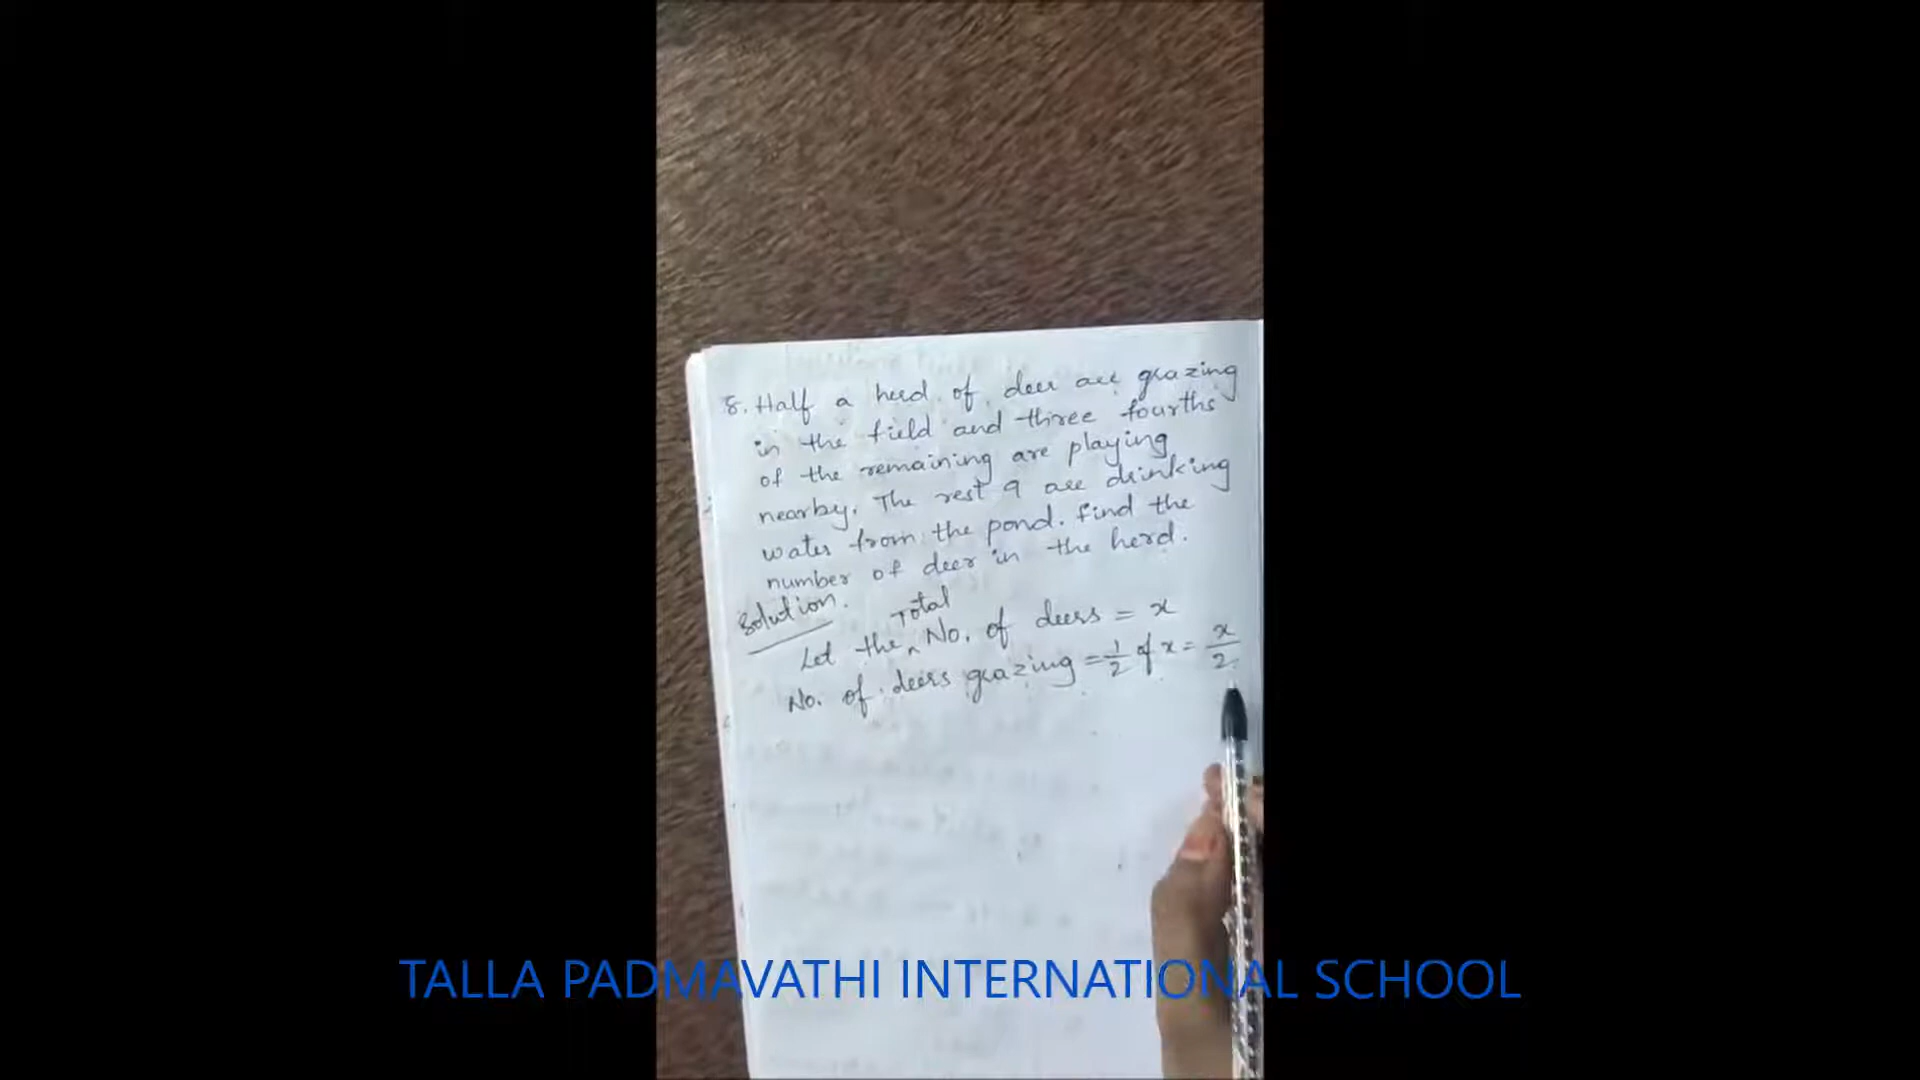 8. Half a herd of deer are grazing
in the field and three fourths
of the remaining are playing
nearby. The rest 9 are drinking
water from the pond. Find the
number of deer in the herd.
Solution.
Let the ^ Total No. of deers = x
No. of deers grazing = 1/2 of x = x/2
TALLA PADMAVATHI INTERNATIONAL SCHOOL